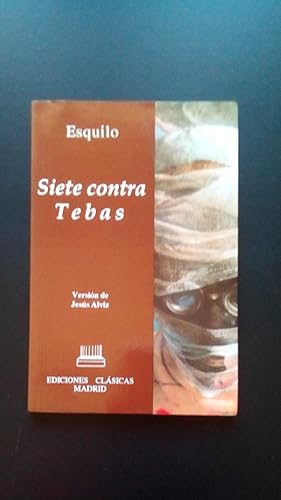 Esquilo
Siete contra
Tebas
Versión de
Jesús Alviz
EDICIONES CLÁSICAS
MADRID